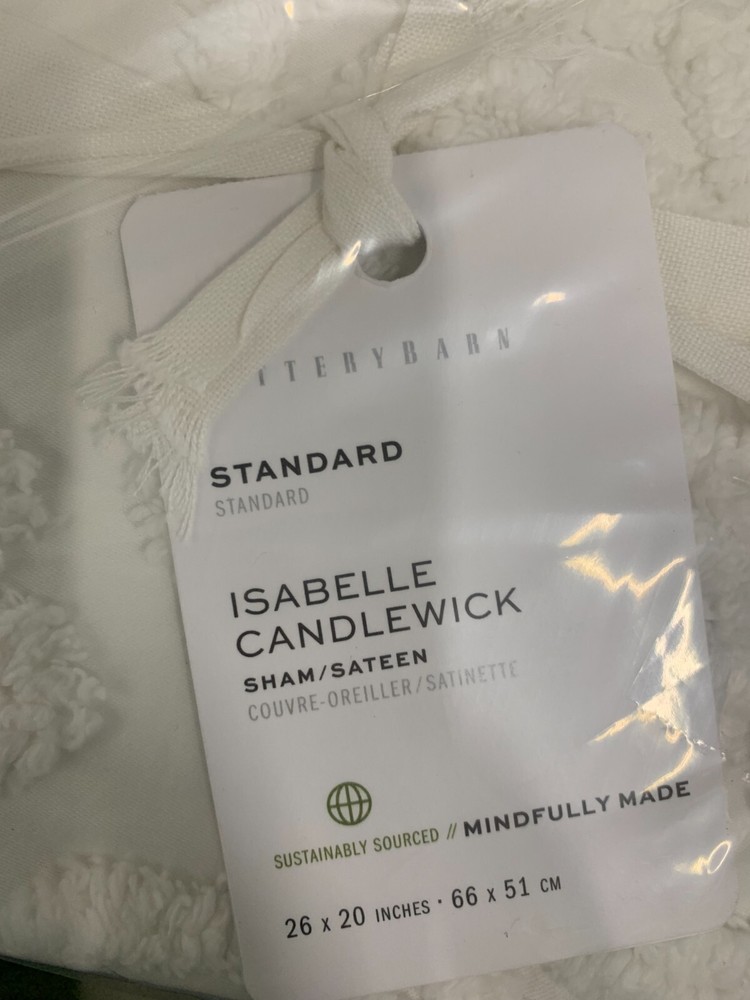 TTERYBARN
STANDARD
STANDARD
ISABELLE
CANDLEWICK
SHAM/SATEEN
COUVRE-OREILLER/SATINETTE
SUSTAINABLY SOURCED // MINDFULLY MADE
26 x 20 INCHES · 66 x 51 CM